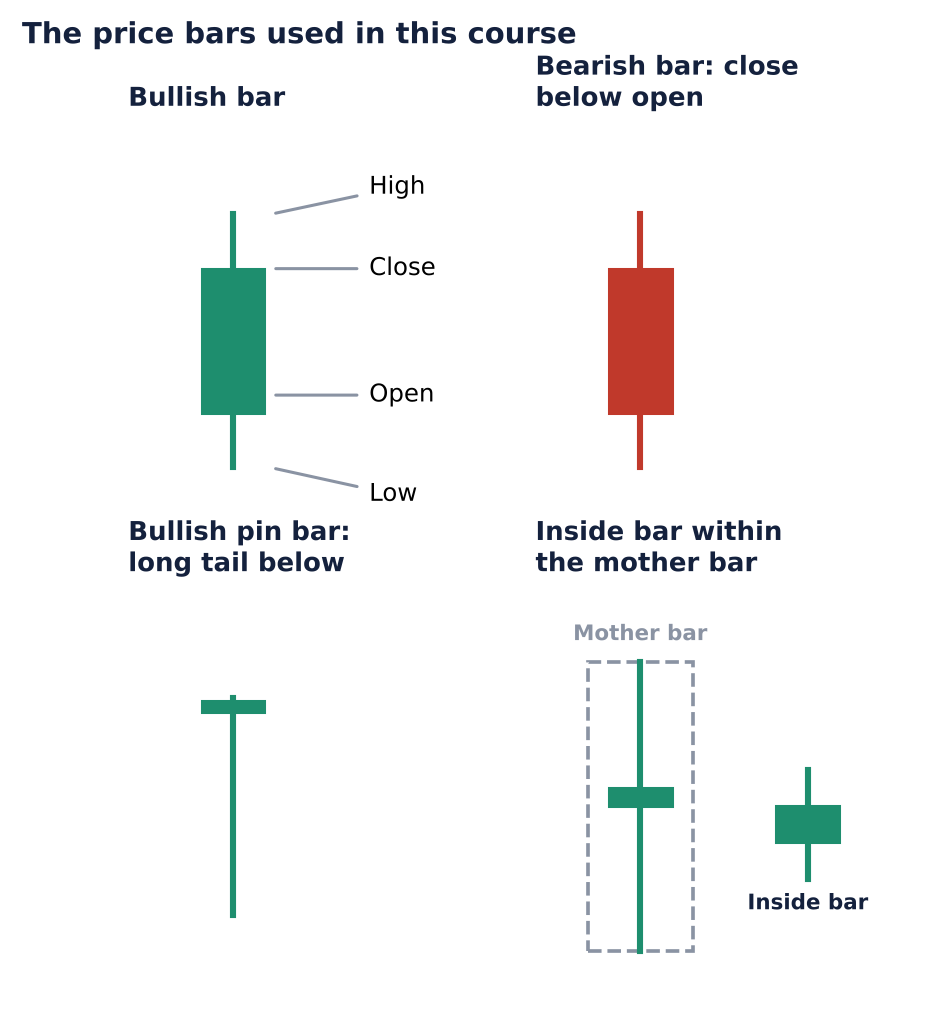 The price bars used in this course
Bullish bar
Bearish bar: close
below open
High
Close
Open
Low
Bullish pin bar:
long tail below
Inside bar within
the mother bar
Mother bar
Inside bar